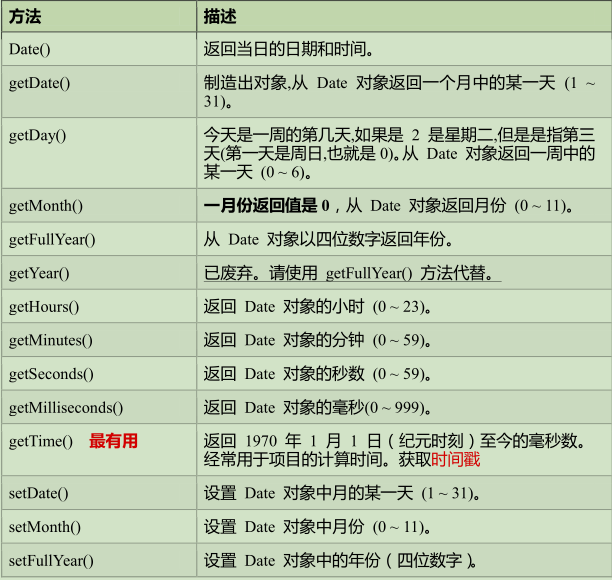 方法 描述
Date() 返回当日的日期和时间。
getDate() 制造出对象,从 Date 对象返回一个月中的某一天 (1 ~
31)。
getDay() 今天是一周的第几天,如果是 2 是星期二,但是是指第三
天(第一天是周日,也就是 0)。从 Date 对象返回一周中的
某一天 (0 ~ 6)。
getMonth() 一月份返回值是 0，从 Date 对象返回月份 (0 ~ 11)。
getFullYear() 从 Date 对象以四位数字返回年份。
getYear() 已废弃。请使用 getFullYear() 方法代替。
getHours() 返回 Date 对象的小时 (0 ~ 23)。
getMinutes() 返回 Date 对象的分钟 (0 ~ 59)。
getSeconds() 返回 Date 对象的秒数 (0 ~ 59)。
getMilliseconds() 返回 Date 对象的毫秒(0 ~ 999)。
getTime() 最有用 返回 1970 年 1 月 1 日（纪元时刻）至今的毫秒数。
经常用于项目的计算时间。获取时间戳
setDate() 设置 Date 对象中月的某一天 (1 ~ 31)。
setMonth() 设置 Date 对象中月份 (0 ~ 11)。
setFullYear() 设置 Date 对象中的年份（四位数字）。